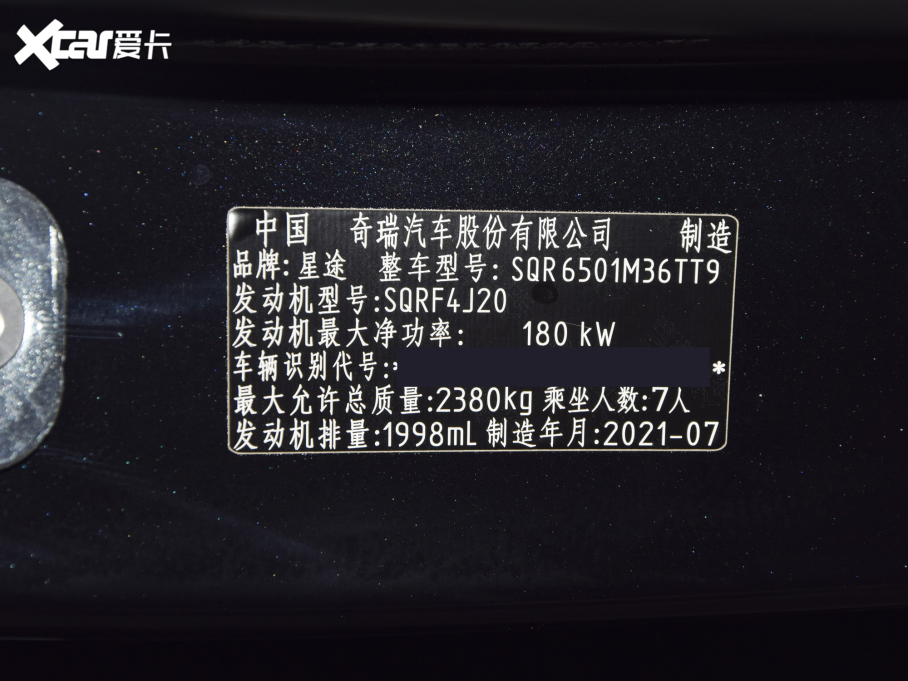 Xcar爱卡
中国 奇瑞汽车股份有限公司 制造
品牌:星途 整车型号:SQR6501M36TT9
发动机型号:SQRF4J20
发动机最大净功率: 180 kW
车辆识别代号:* *
最大允许总质量:2380kg 乘坐人数:7人
发动机排量:1998mL 制造年月:2021-07